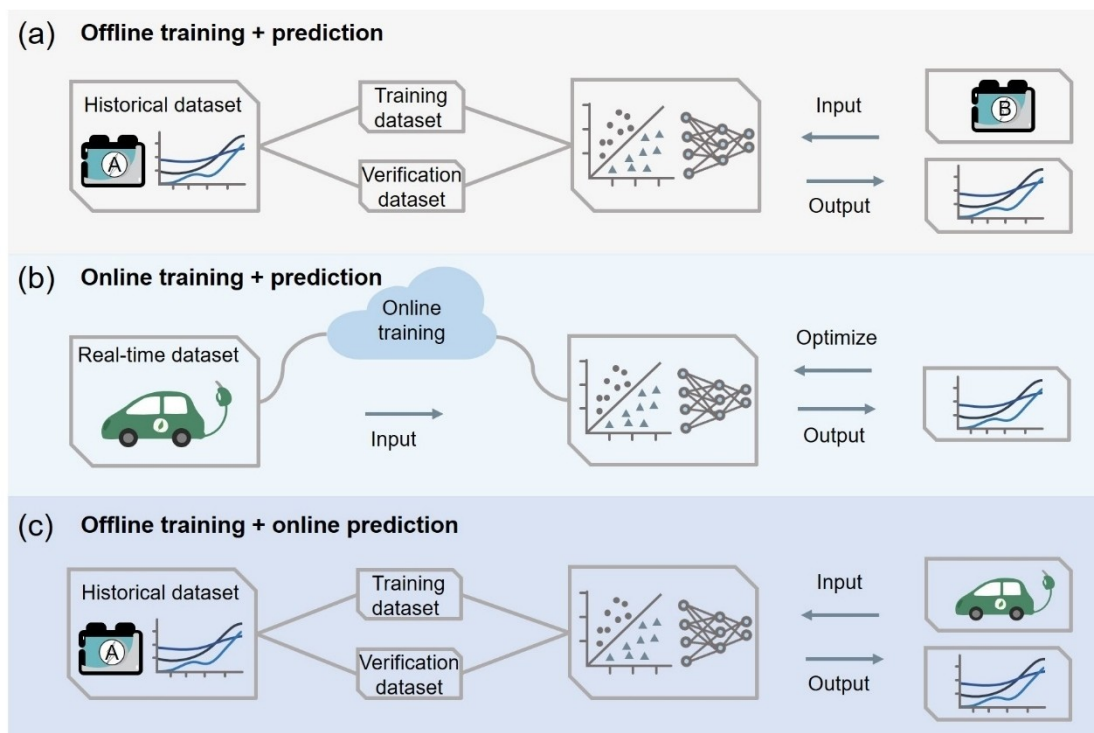 (a) Offline training + prediction
Historical dataset
A
Training
dataset
Verification
dataset
Input
Output
B
(b) Online training + prediction
Real-time dataset
Online
training
Input
Optimize
Output
(c) Offline training + online prediction
Historical dataset
A
Training
dataset
Verification
dataset
Input
Output